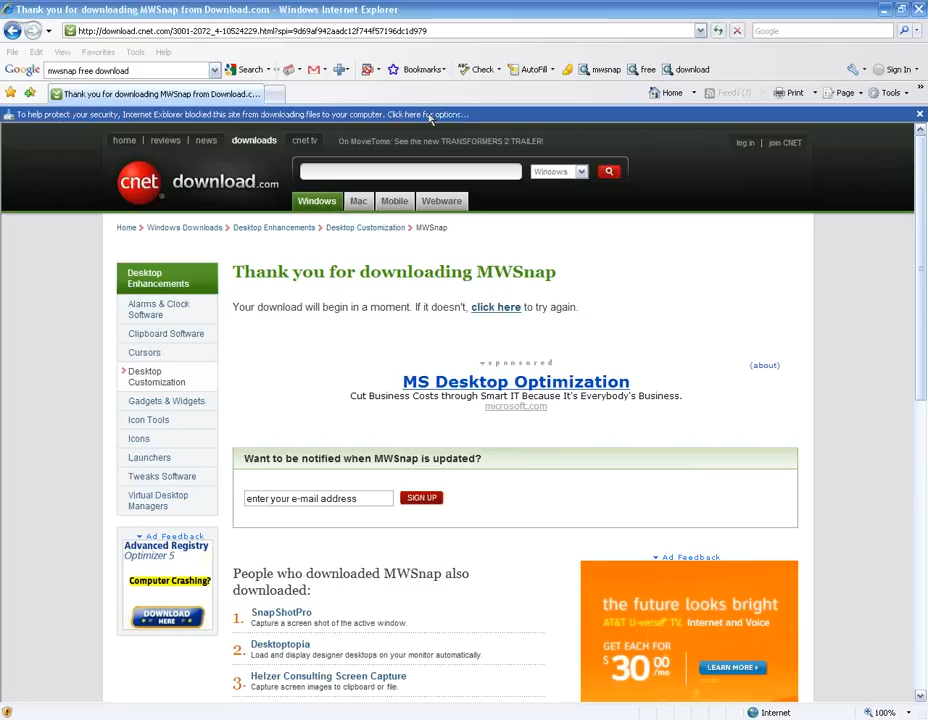 Thank you for downloading MWSnap from Download.com - Windows Internet Explorer
http://download.cnet.com/3001-2072_4-10524229.html?spi=9d69af942aadc12f744f57196dc1d979
Google
File Edit View Favorites Tools Help
Google mwsnap free download Search Bookmarks Check AutoFill mwsnap free download Sign In
Thank you for downloading MWSnap from Download.c... Home Feeds (J) Print Page Tools
To help protect your security, Internet Explorer blocked this site from downloading files to your computer. Click here for options...
home reviews news downloads cnet tv On MovieTome: See the new TRANSFORMERS 2 TRAILER! log in join CNET
cnet download.com Windows
Windows Mac Mobile Webware
Home Windows Downloads Desktop Enhancements Desktop Customization MWSnap
Desktop
Enhancements
Alarms & Clock
Software
Clipboard Software
Cursors
Desktop
Customization
Gadgets & Widgets
Icon Tools
Icons
Launchers
Tweaks Software
Virtual Desktop
Managers
Thank you for downloading MWSnap
Your download will begin in a moment. If it doesn't, click here to try again.
sponsored
(about)
MS Desktop Optimization
Cut Business Costs through Smart IT Because It's Everybody's Business.
microsoft.com
Want to be notified when MWSnap is updated?
enter your e-mail address SIGN UP
Ad Feedback
Advanced Registry
Optimizer 5
Computer Crashing?
DOWNLOAD
HERE
People who downloaded MWSnap also
downloaded:
1. SnapShotPro
Capture a screen shot of the active window.
2. Desktoptopia
Load and display designer desktops on your monitor automatically.
3. Helzer Consulting Screen Capture
Capture screen images to clipboard or file.
Ad Feedback
the future looks bright
AT&T U-verse TV, Internet and Voice
GET EACH FOR
$30 00 /mo
LEARN MORE
Internet 100%